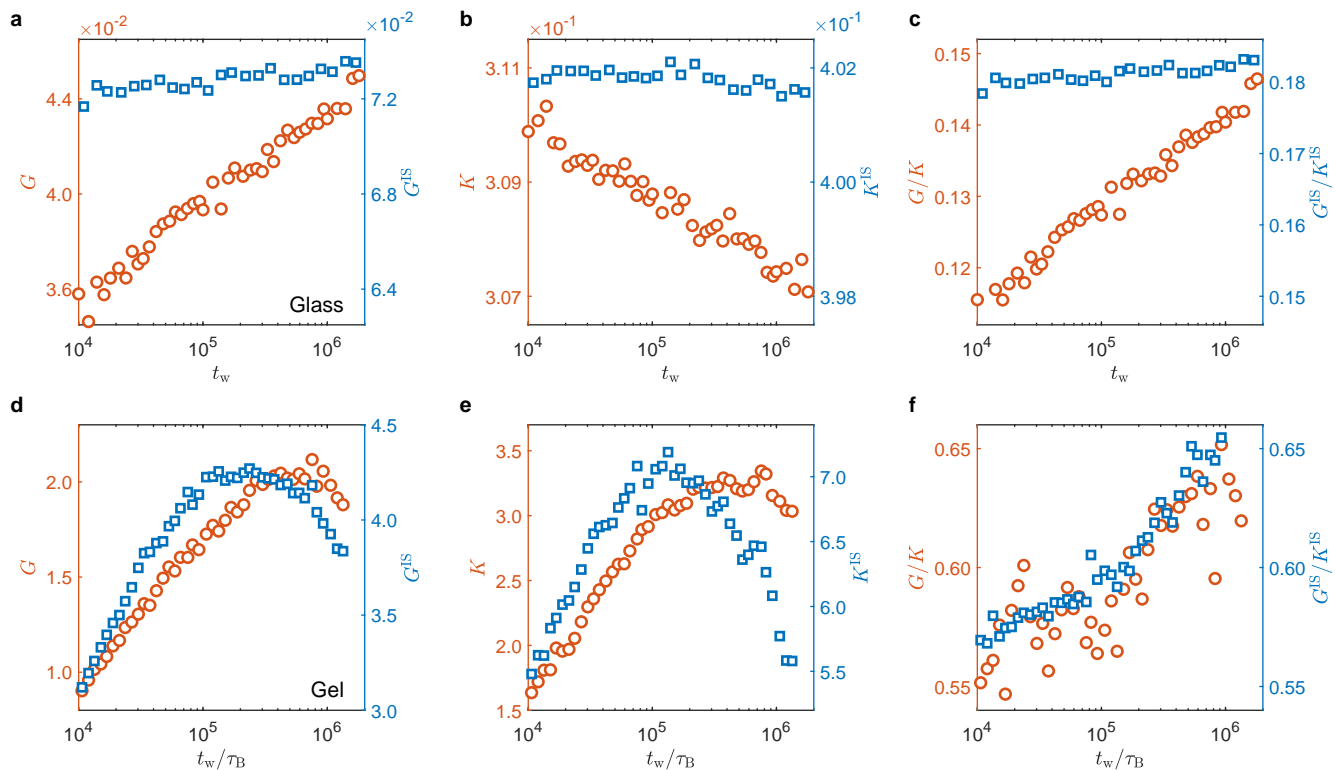 a
×10⁻²
×10⁻²
4.4
4.0
3.6
G
7.2
6.8
6.4
G^IS
Glass
10⁴
10⁵
10⁶
t_w
b
×10⁻¹
×10⁻¹
3.11
3.09
3.07
K
4.02
4.00
3.98
K^IS
10⁴
10⁵
10⁶
t_w
c
0.15
0.14
0.13
0.12
G/K
0.18
0.17
0.16
0.15
G^IS/K^IS
10⁴
10⁵
10⁶
t_w
d
2.0
1.5
1.0
G
4.5
4.0
3.5
3.0
G^IS
Gel
10⁴
10⁵
10⁶
t_w/τ_B
e
3.5
3.0
2.5
2.0
1.5
K
7.0
6.5
6.0
5.5
K^IS
10⁴
10⁵
10⁶
t_w/τ_B
f
0.65
0.60
0.55
G/K
0.65
0.60
0.55
G^IS/K^IS
10⁴
10⁵
10⁶
t_w/τ_B